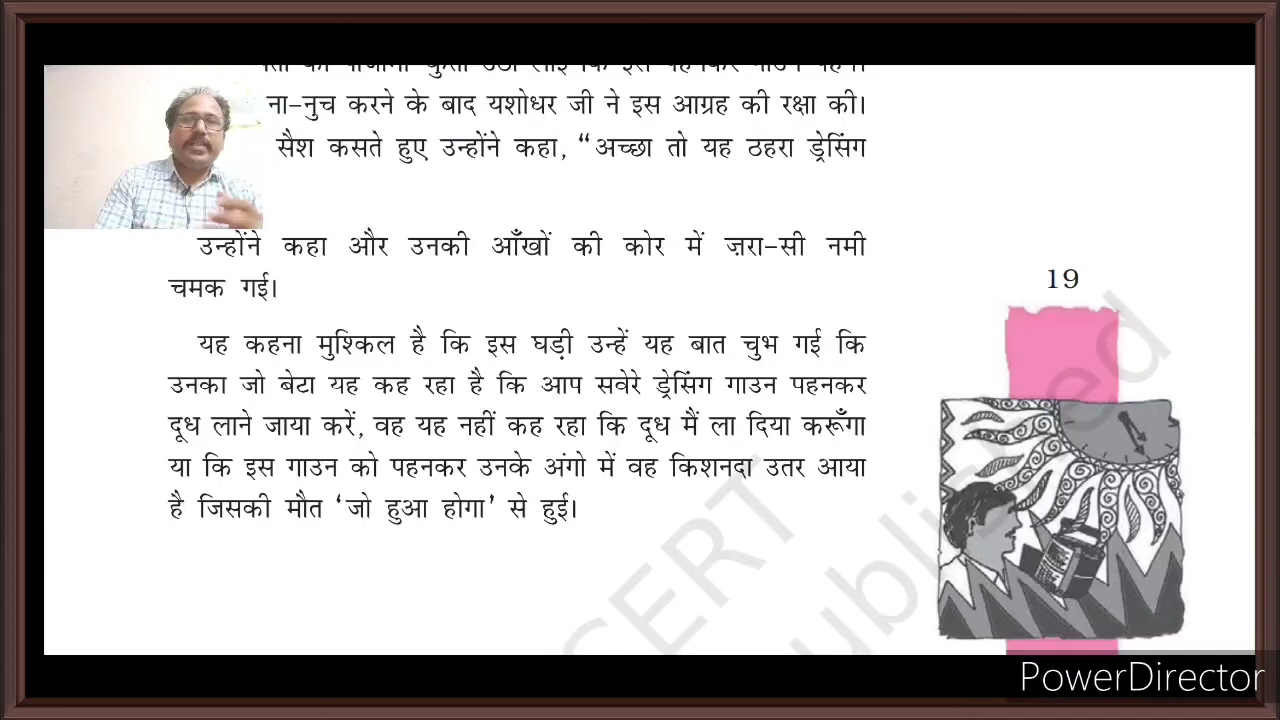 ना-नुच करने के बाद यशोधर जी ने इस आग्रह की रक्षा की।
सैश कसते हुए उन्होंने कहा, “अच्छा तो यह ठहरा ड्रेसिंग
उन्होंने कहा और उनकी आँखों की कोर में ज़रा-सी नमी
चमक गई।
19
यह कहना मुश्किल है कि इस घड़ी उन्हें यह बात चुभ गई कि
उनका जो बेटा यह कह रहा है कि आप सवेरे ड्रेसिंग गाउन पहनकर
दूध लाने जाया करें, वह यह नहीं कह रहा कि दूध मैं ला दिया करूँगा
या कि इस गाउन को पहनकर उनके अंगो में वह किशनदा उतर आया
है जिसकी मौत ‘जो हुआ होगा’ से हुई।
PowerDirector